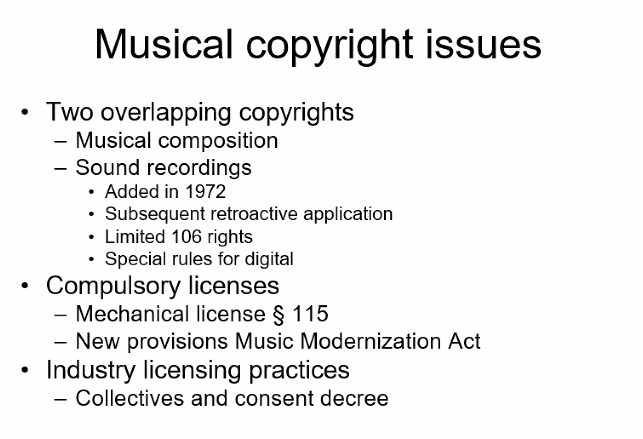 Musical copyright issues
• Two overlapping copyrights
– Musical composition
– Sound recordings
• Added in 1972
• Subsequent retroactive application
• Limited 106 rights
• Special rules for digital
• Compulsory licenses
– Mechanical license § 115
– New provisions Music Modernization Act
• Industry licensing practices
– Collectives and consent decree